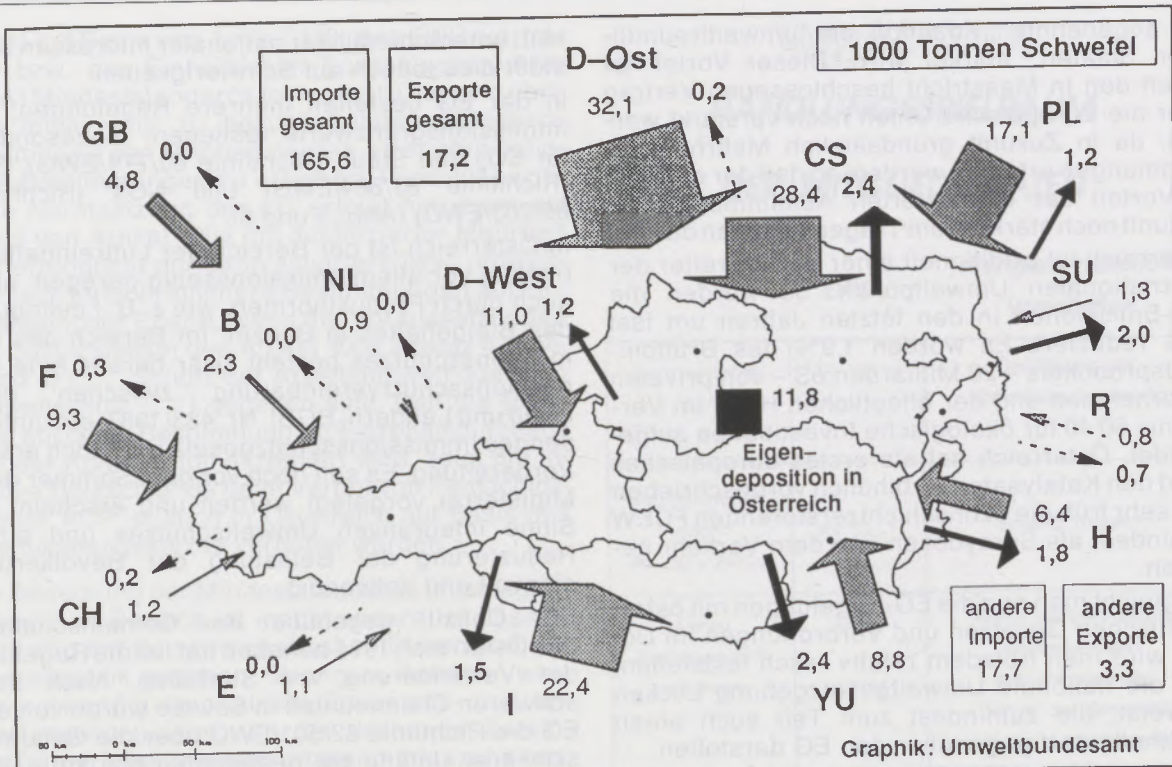 1000 Tonnen Schwefel
D–Ost
Importe gesamt
165,6
Exporte gesamt
17,2
32,1
0,2
GB
0,0
4,8
CS
28,4
2,4
PL
17,1
1,2
NL
0,0
0,9
D–West
11,0
1,2
SU
1,3
2,0
B
0,0
2,3
F
0,3
9,3
11,8
Eigen–
deposition in
Österreich
R
0,8
0,7
6,4
H
1,8
0,2
CH
1,2
0,0
E
1,1
1,5
I
22,4
2,4
YU
8,8
andere
Importe
17,7
andere
Exporte
3,3
Graphik: Umweltbundesamt